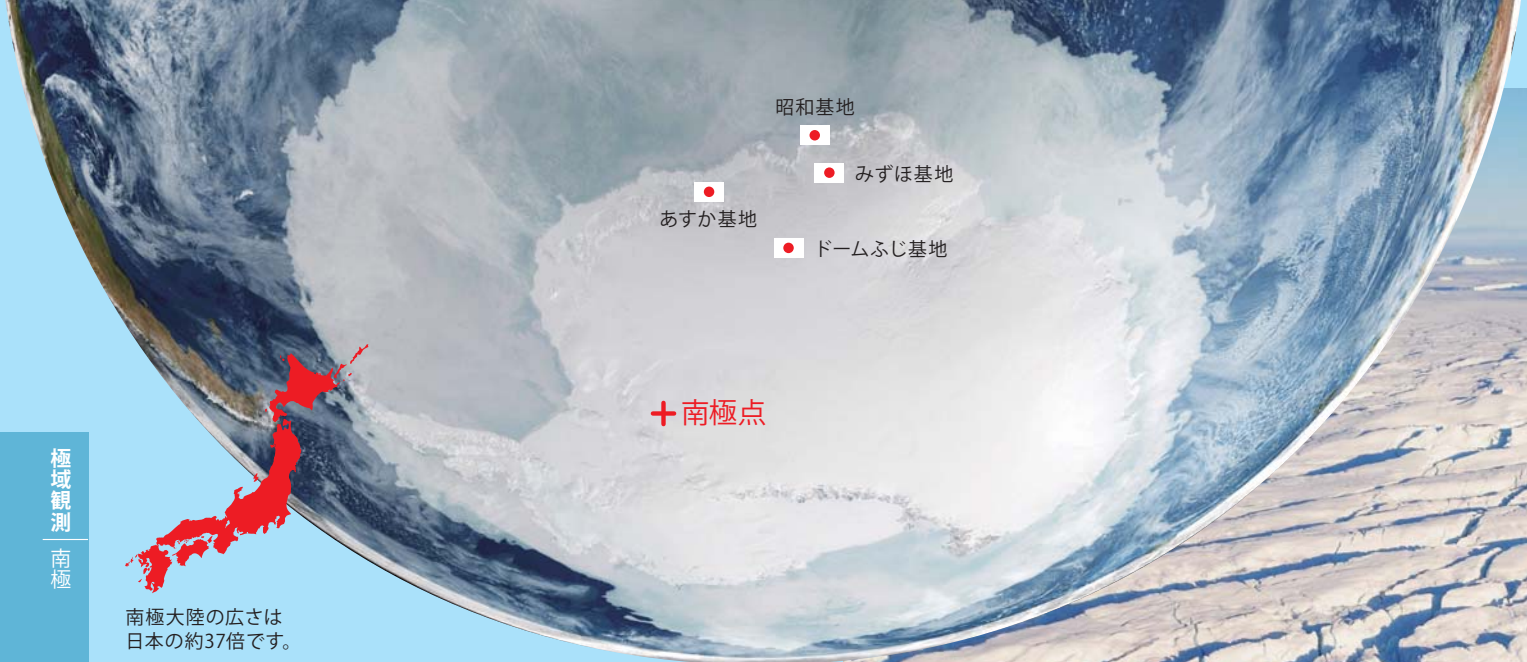 昭和基地
みずほ基地
あすか基地
ドームふじ基地
南極点
極域観測
南極
南極大陸の広さは
日本の約37倍です。